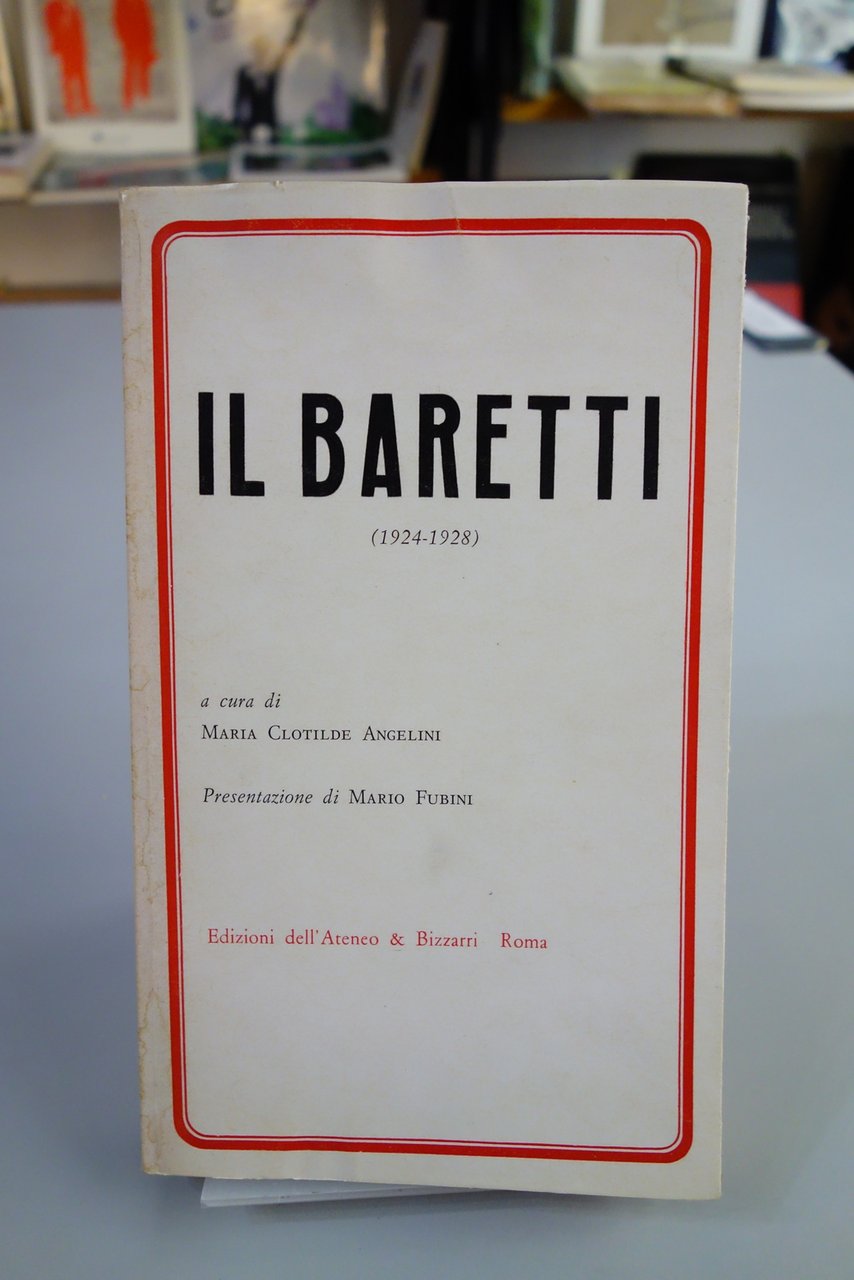 IL BARETTI
(1924-1928)
a cura di
MARIA CLOTILDE ANGELINI
Presentazione di MARIO FUBINI
Edizioni dell'Ateneo & Bizzarri Roma